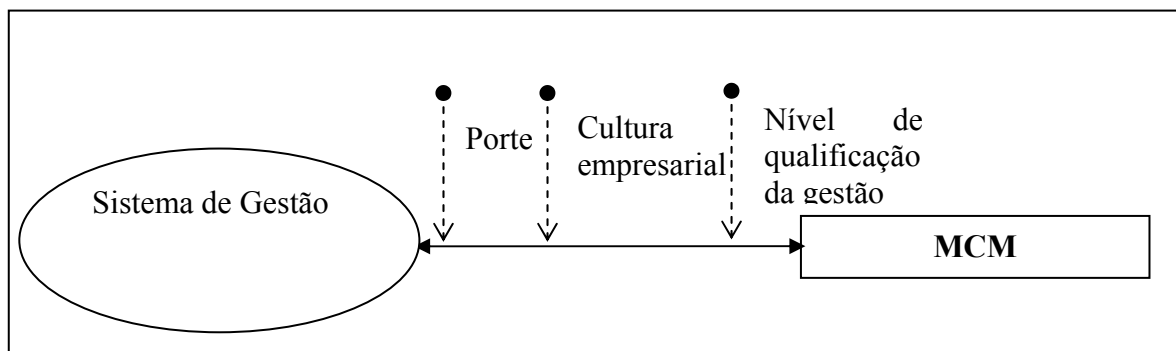 Porte
Cultura
empresarial
Nível de
qualificação
da gestão
Sistema de Gestão
MCM